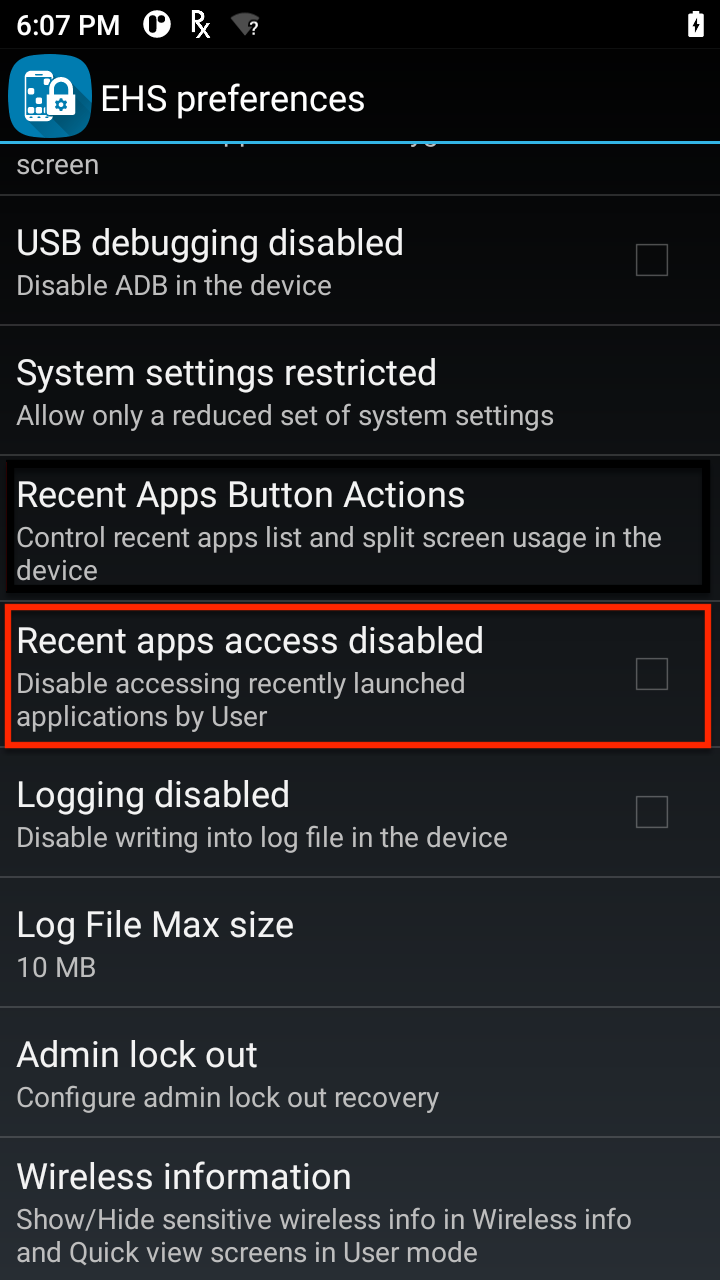 6:07 PM
EHS preferences
screen
USB debugging disabled
Disable ADB in the device
System settings restricted
Allow only a reduced set of system settings
Recent Apps Button Actions
Control recent apps list and split screen usage in the
device
Recent apps access disabled
Disable accessing recently launched
applications by User
Logging disabled
Disable writing into log file in the device
Log File Max size
10 MB
Admin lock out
Configure admin lock out recovery
Wireless information
Show/Hide sensitive wireless info in Wireless info
and Quick view screens in User mode